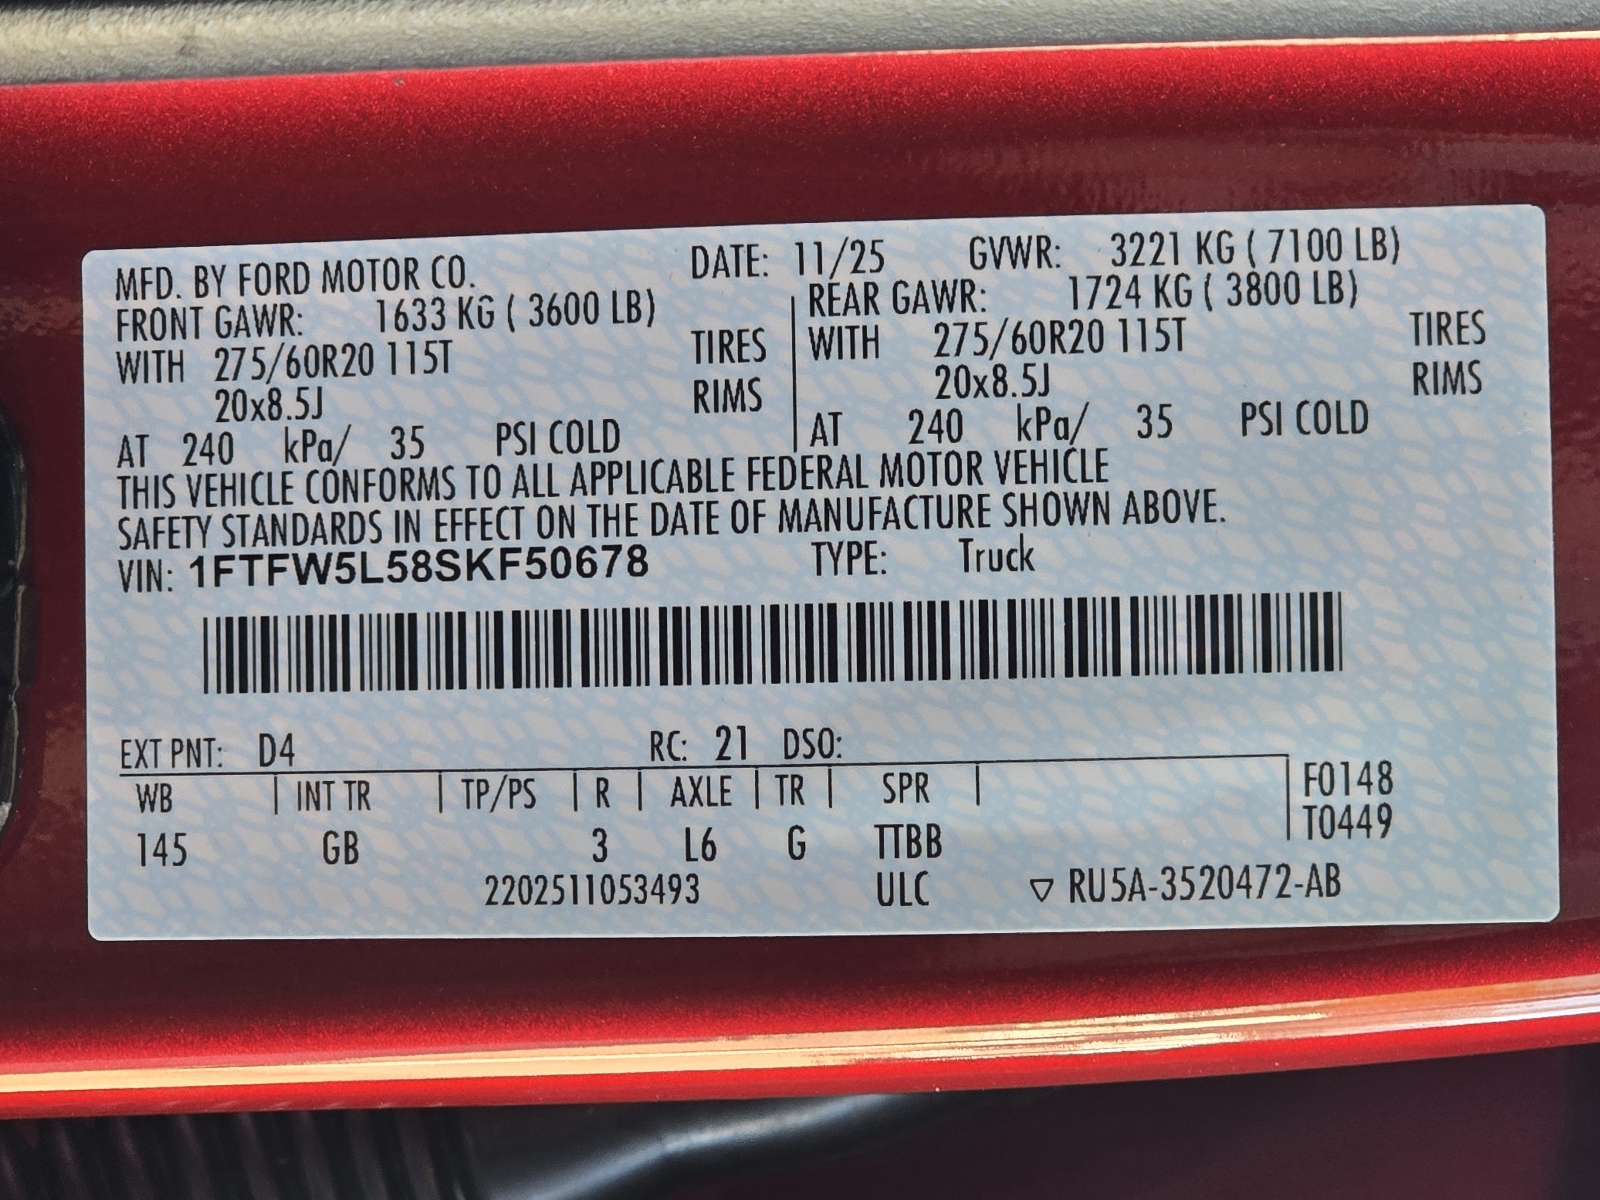 MFD. BY FORD MOTOR CO. DATE: 11/25 GVWR: 3221 KG ( 7100 LB)
FRONT GAWR: 1633 KG ( 3600 LB) REAR GAWR: 1724 KG ( 3800 LB)
WITH 275/60R20 115T TIRES WITH 275/60R20 115T TIRES
20x8.5J RIMS 20x8.5J RIMS
AT 240 kPa/ 35 PSI COLD AT 240 kPa/ 35 PSI COLD
THIS VEHICLE CONFORMS TO ALL APPLICABLE FEDERAL MOTOR VEHICLE
SAFETY STANDARDS IN EFFECT ON THE DATE OF MANUFACTURE SHOWN ABOVE.
VIN: 1FTFW5L58SKF50678 TYPE: Truck
EXT PNT: D4 RC: 21 DSO:
WB INT TR TP/PS R AXLE TR SPR F0148
T0449
145 GB 3 L6 G TTBB
2202511053493 ULC ▽ RU5A-3520472-AB